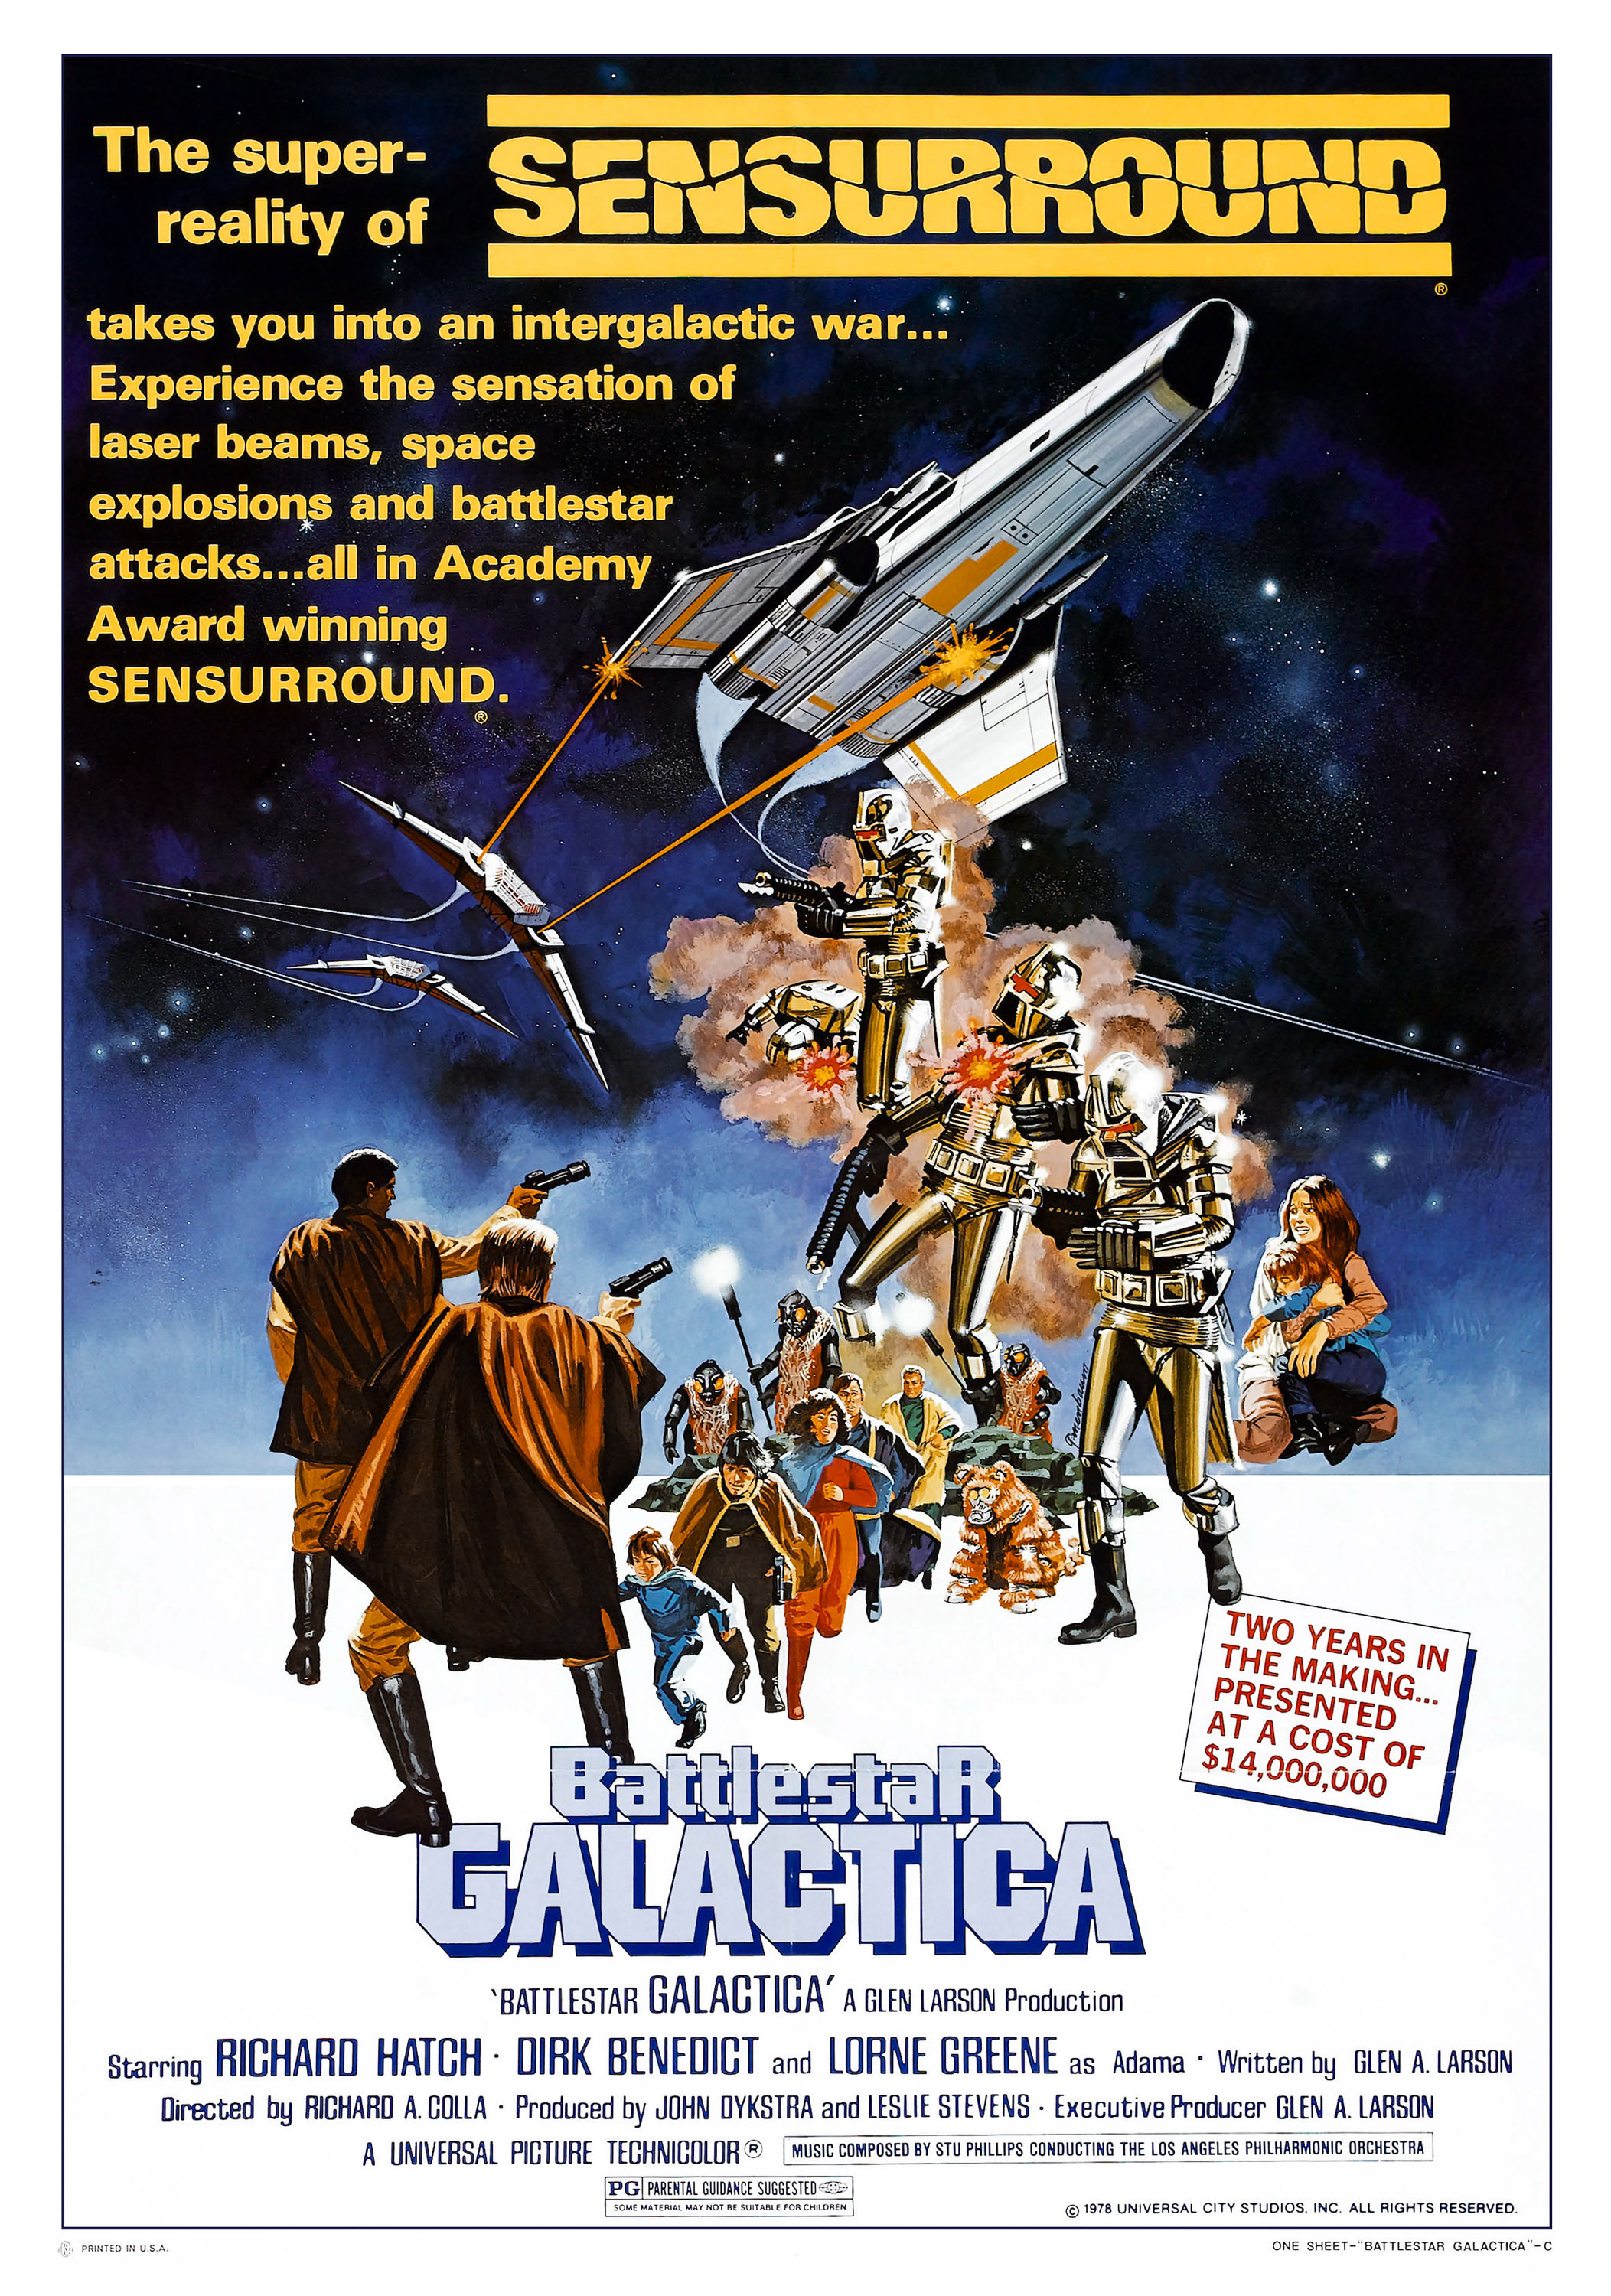 The super-
reality of
SENSURROUND
®
takes you into an intergalactic war...
Experience the sensation of
laser beams, space
explosions and battlestar
attacks...all in Academy
Award winning
SENSURROUND.
®
TWO YEARS IN
THE MAKING...
PRESENTED
AT A COST OF
$14,000,000
BattlestaR
GALACTICA
'BATTLESTAR GALACTICA' A GLEN LARSON Production
Starring RICHARD HATCH · DIRK BENEDICT and LORNE GREENE as Adama · Written by GLEN A. LARSON
Directed by RICHARD A. COLLA · Produced by JOHN DYKSTRA and LESLIE STEVENS · Executive Producer GLEN A. LARSON
A UNIVERSAL PICTURE TECHNICOLOR® MUSIC COMPOSED BY STU PHILLIPS CONDUCTING THE LOS ANGELES PHILHARMONIC ORCHESTRA
PG PARENTAL GUIDANCE SUGGESTED
SOME MATERIAL MAY NOT BE SUITABLE FOR CHILDREN
© 1978 UNIVERSAL CITY STUDIOS, INC. ALL RIGHTS RESERVED.
PRINTED IN U.S.A.
ONE SHEET-"BATTLESTAR GALACTICA"-C